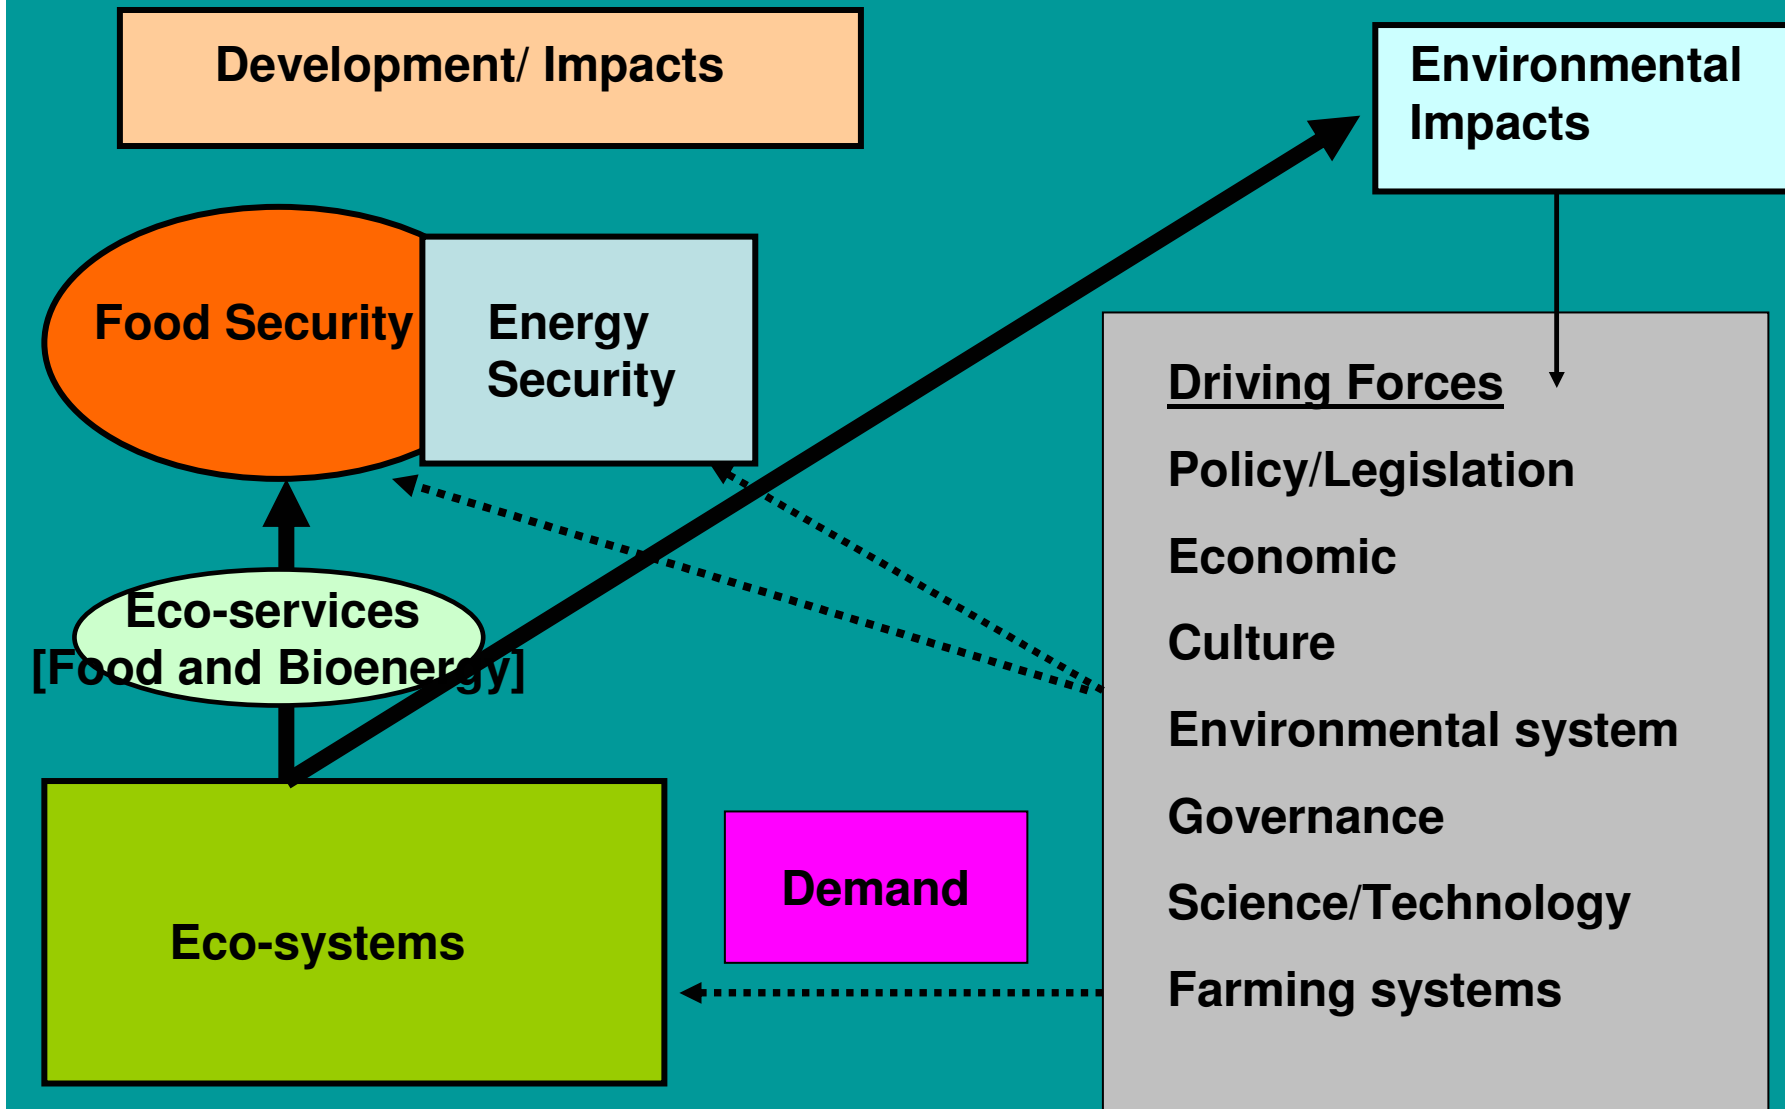 Development/ Impacts
Environmental
Impacts
Food Security
Energy
Security
Eco-services
[Food and Bioenergy]
Eco-systems
Demand
Driving Forces
Policy/Legislation
Economic
Culture
Environmental system
Governance
Science/Technology
Farming systems